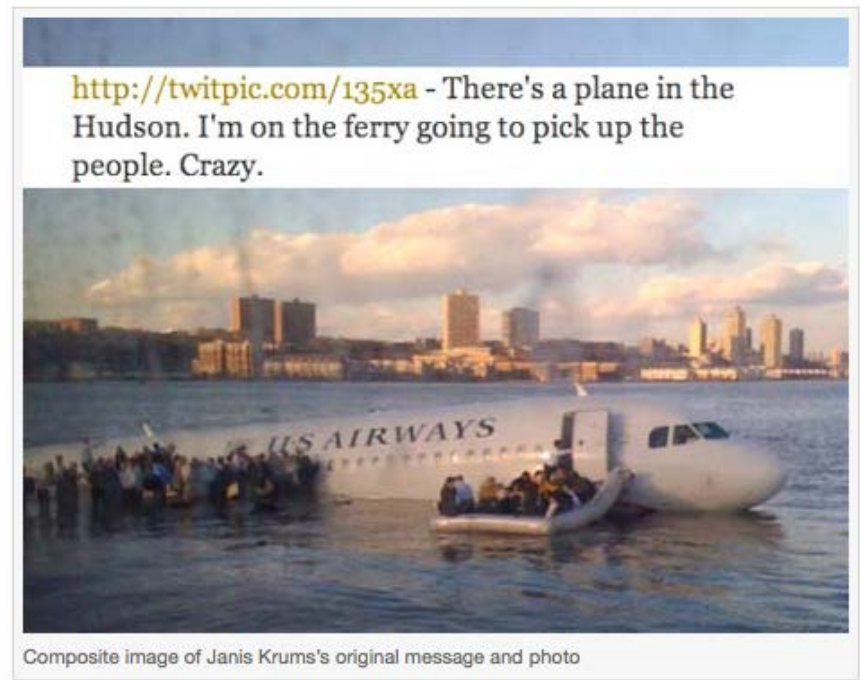 http://twitpic.com/135xa - There's a plane in the
Hudson. I'm on the ferry going to pick up the
people. Crazy.
US AIRWAYS
Composite image of Janis Krums's original message and photo